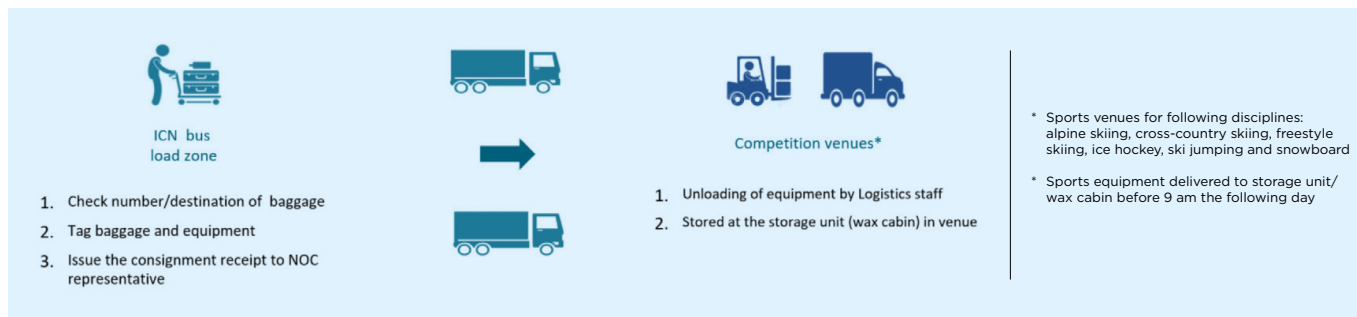 ICN bus
load zone
1. Check number/destination of baggage
2. Tag baggage and equipment
3. Issue the consignment receipt to NOC
representative
Competition venues*
1. Unloading of equipment by Logistics staff
2. Stored at the storage unit (wax cabin) in venue
* Sports venues for following disciplines:
alpine skiing, cross-country skiing, freestyle
skiing, ice hockey, ski jumping and snowboard
* Sports equipment delivered to storage unit/
wax cabin before 9 am the following day